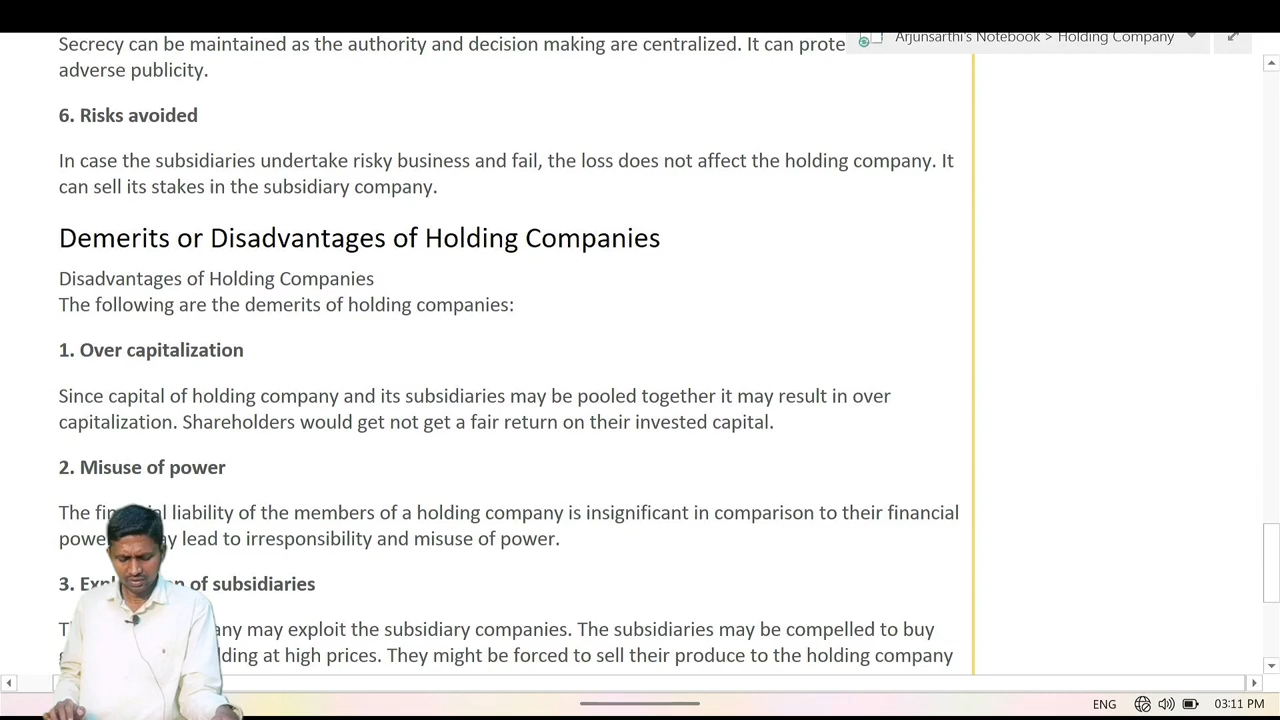 Secrecy can be maintained as the authority and decision making are centralized. It can prote
Arjunsarthi's Notebook > Holding Company
adverse publicity.
6. Risks avoided
In case the subsidiaries undertake risky business and fail, the loss does not affect the holding company. It
can sell its stakes in the subsidiary company.
Demerits or Disadvantages of Holding Companies
Disadvantages of Holding Companies
The following are the demerits of holding companies:
1. Over capitalization
Since capital of holding company and its subsidiaries may be pooled together it may result in over
capitalization. Shareholders would get not get a fair return on their invested capital.
2. Misuse of power
The liability of the members of a holding company is insignificant in comparison to their financial
lead to irresponsibility and misuse of power.
3. of subsidiaries
may exploit the subsidiary companies. The subsidiaries may be compelled to buy
at high prices. They might be forced to sell their produce to the holding company
ENG
03:11 PM